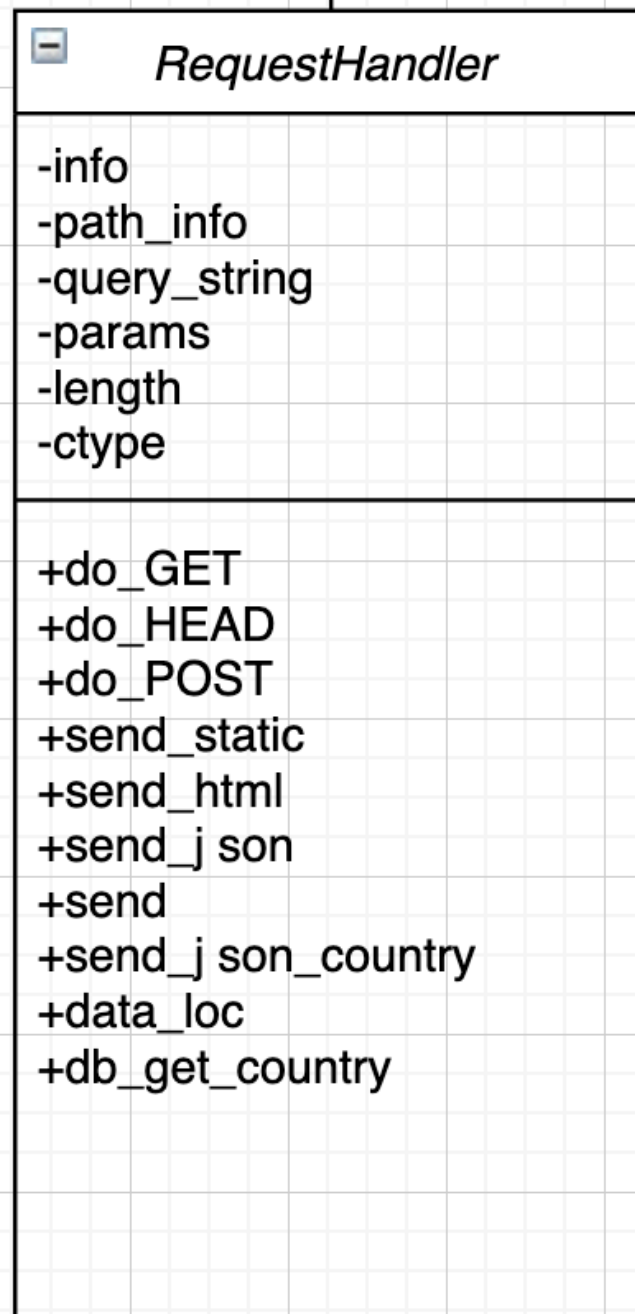 RequestHandler
-info
-path_info
-query_string
-params
-length
-ctype
+do_GET
+do_HEAD
+do_POST
+send_static
+send_html
+send_j son
+send
+send_j son_country
+data_loc
+db_get_country